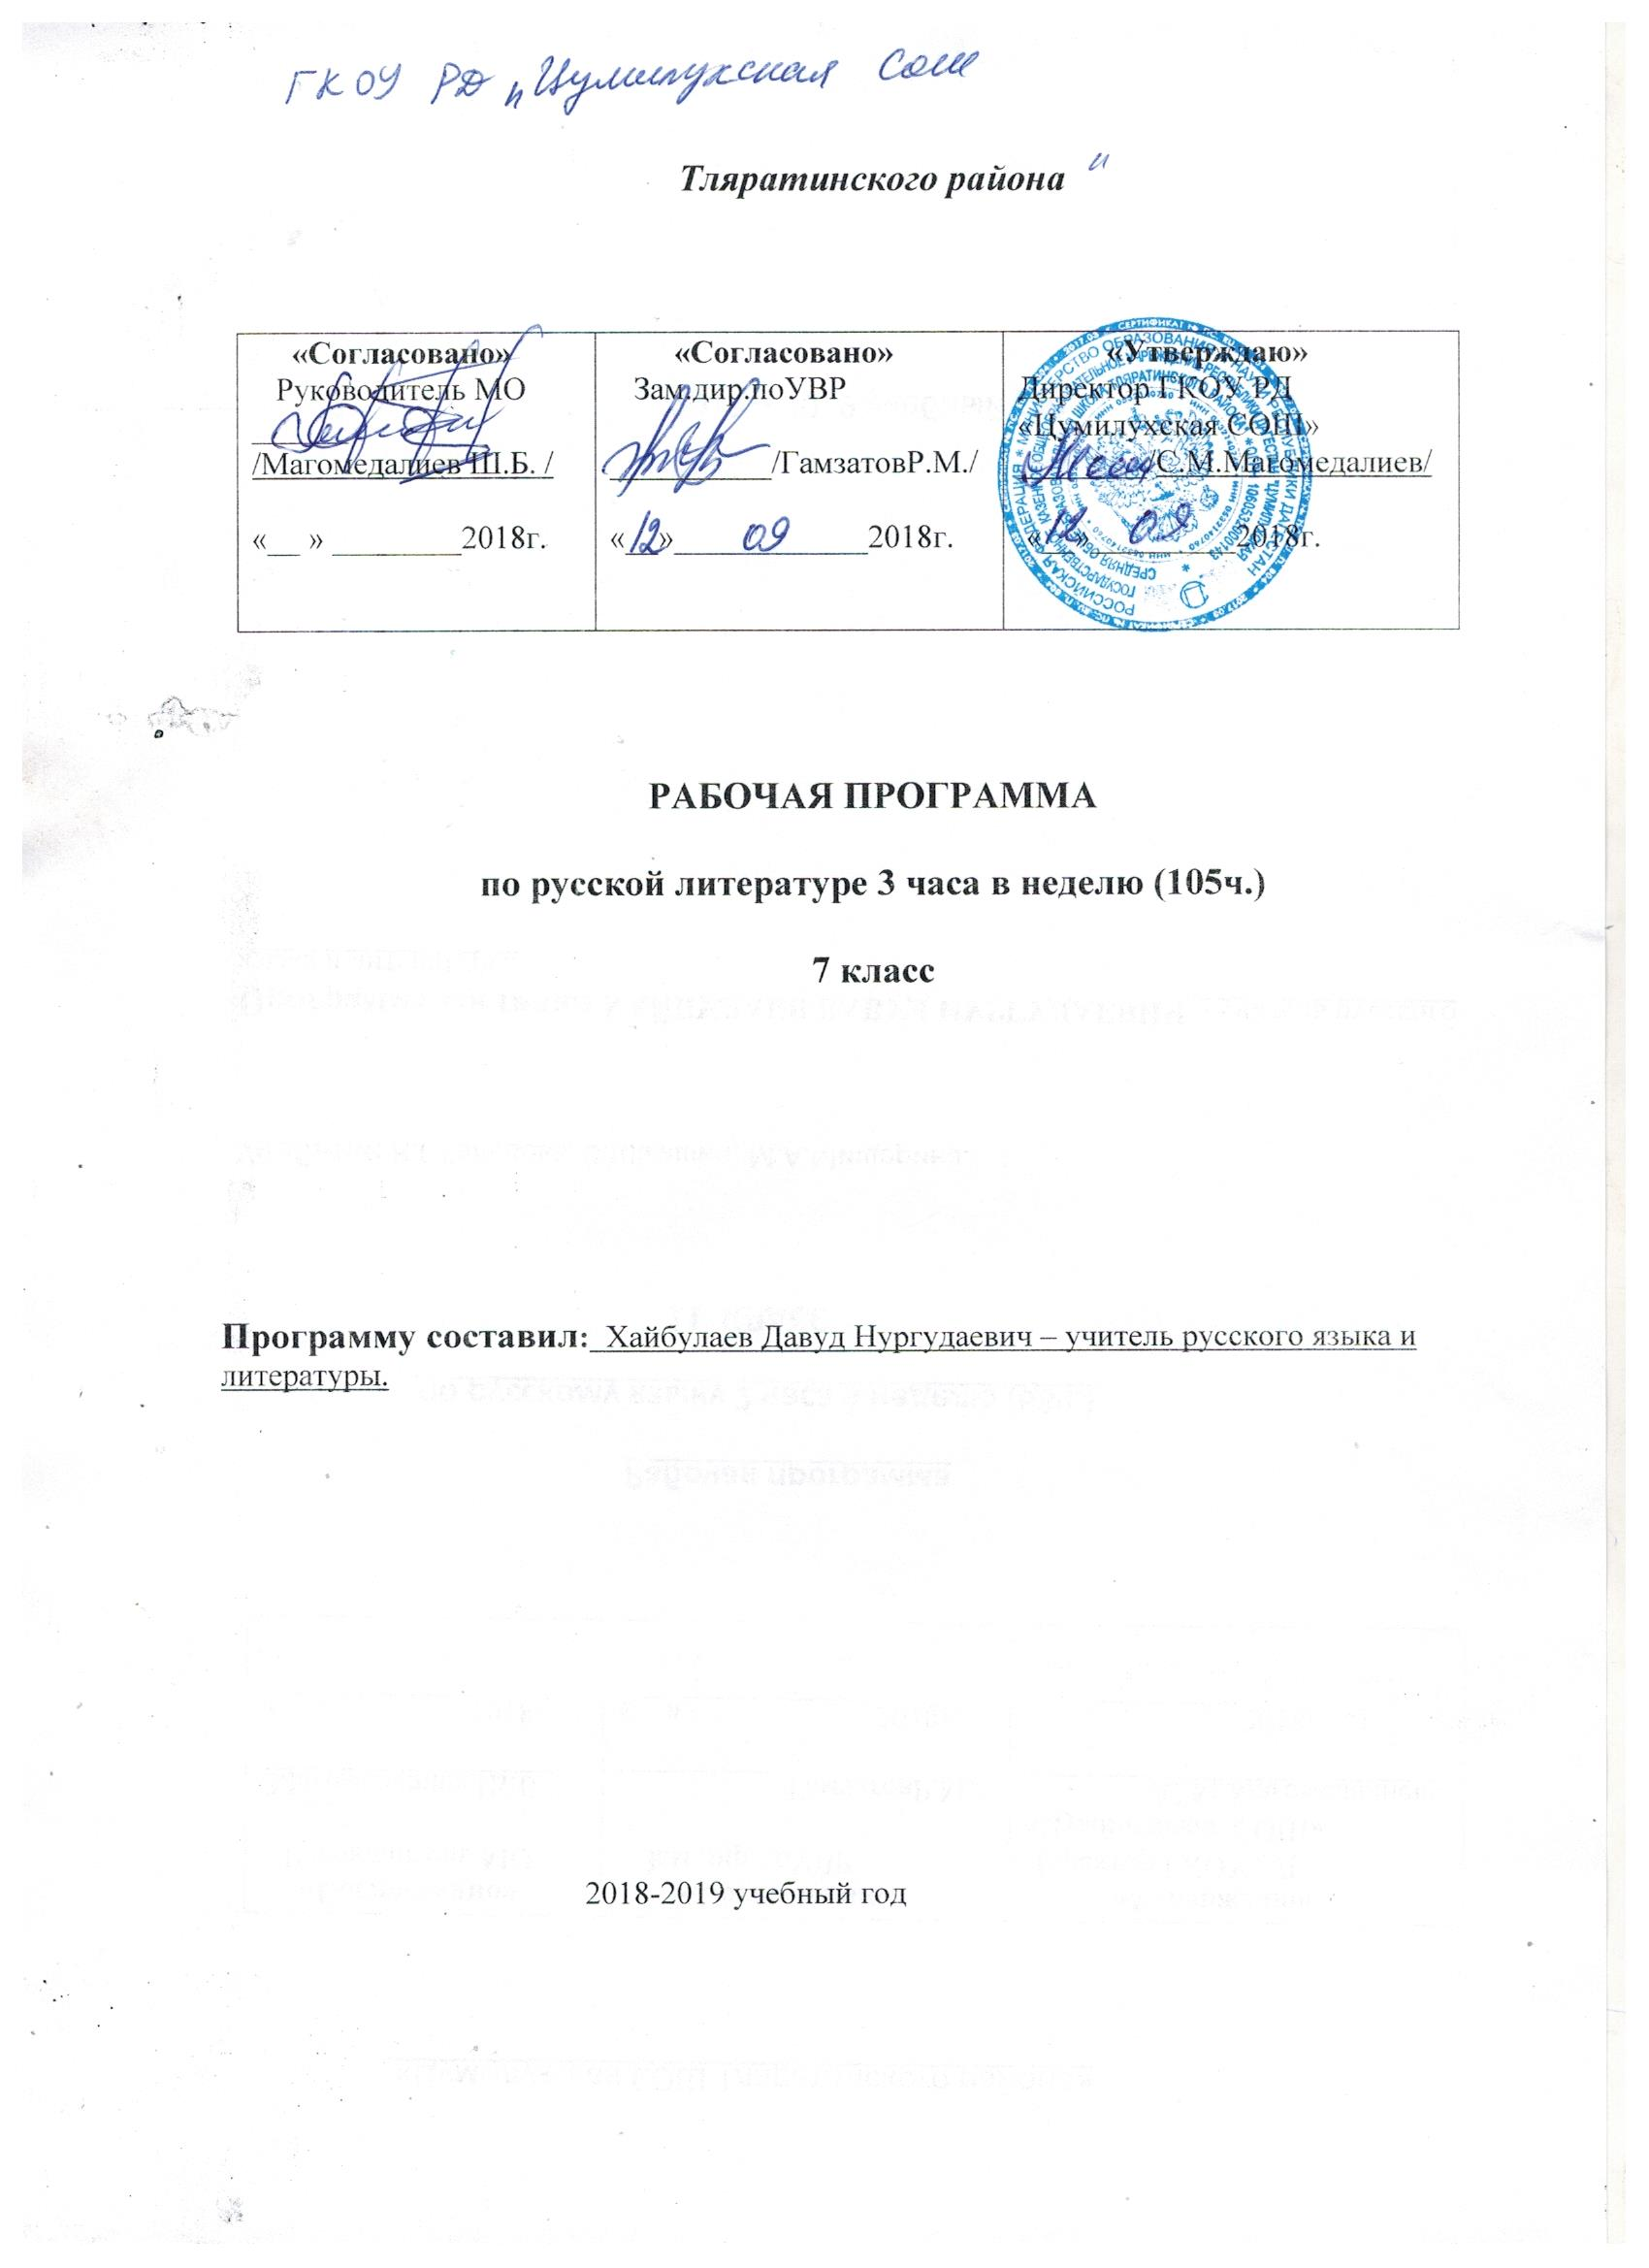 ГКОУ РД „Цумилухская Сош
Тляратинского района "
«Согласовано»
Руководитель МО
/Магомедалиев Ш.Б. /
«__ » ________2018г.
«Согласовано»
Зам.дир.поУВР
__________/ГамзатовР.М./
«12»____09____2018г.
«Утверждаю»
Директор ГКОУ РД
«Цумилухская СОШ»
/С.М.Магомедалиев/
«12» 09 2018г.
РАБОЧАЯ ПРОГРАММА
по русской литературе 3 часа в неделю (105ч.)
7 класс
Программу составил: Хайбулаев Давуд Нургудаевич – учитель русского языка и
литературы.
2018-2019 учебный год